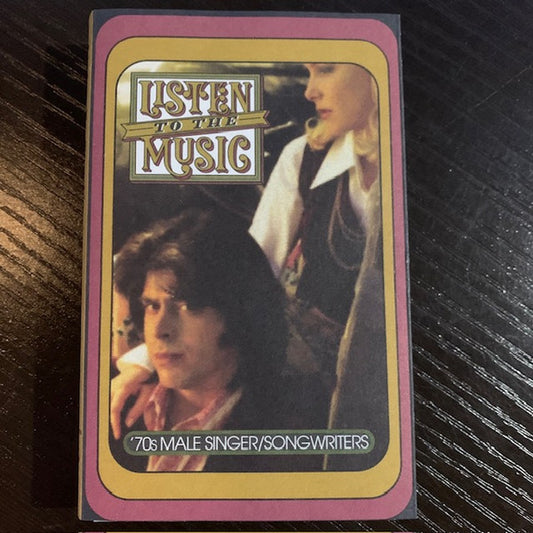 LISTEN
TO THE
MUSIC
'70s MALE SINGER/SONGWRITERS